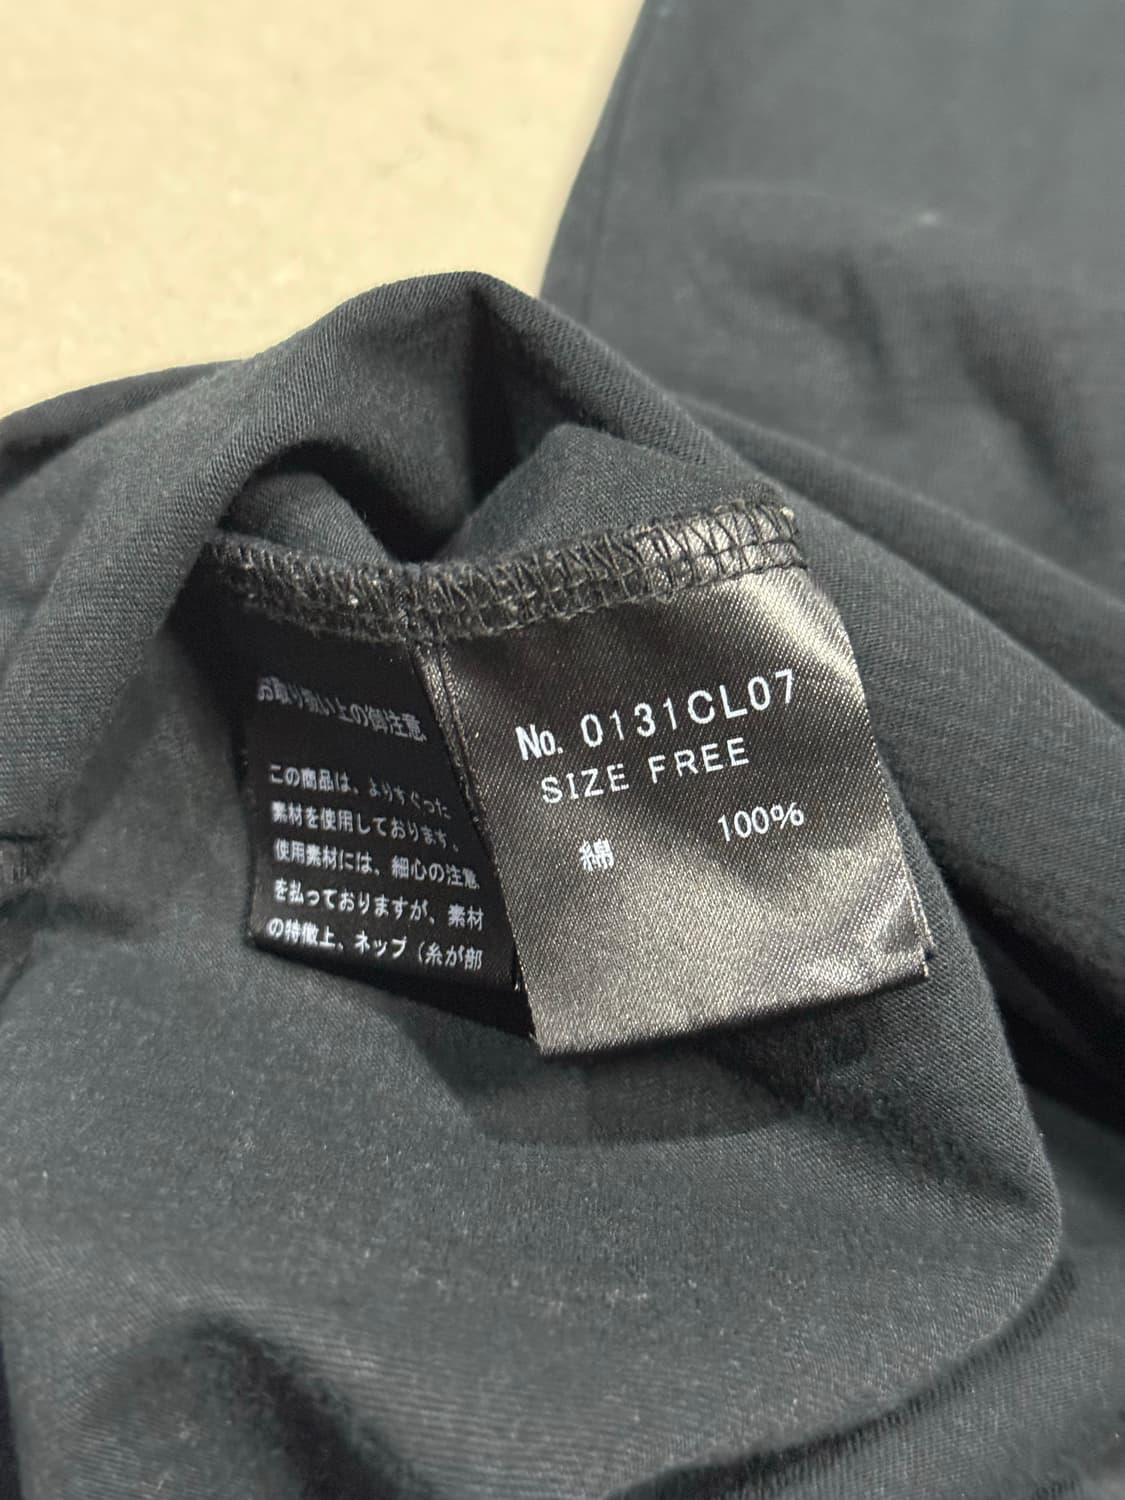 お取り扱い上の御注意
この商品は、よりすぐった
素材を使用しております。
使用素材には、細心の注意
を払っておりますが、素材
の特徴上、ネップ（糸が部
No. 0131CL07
SIZE FREE
綿 100%